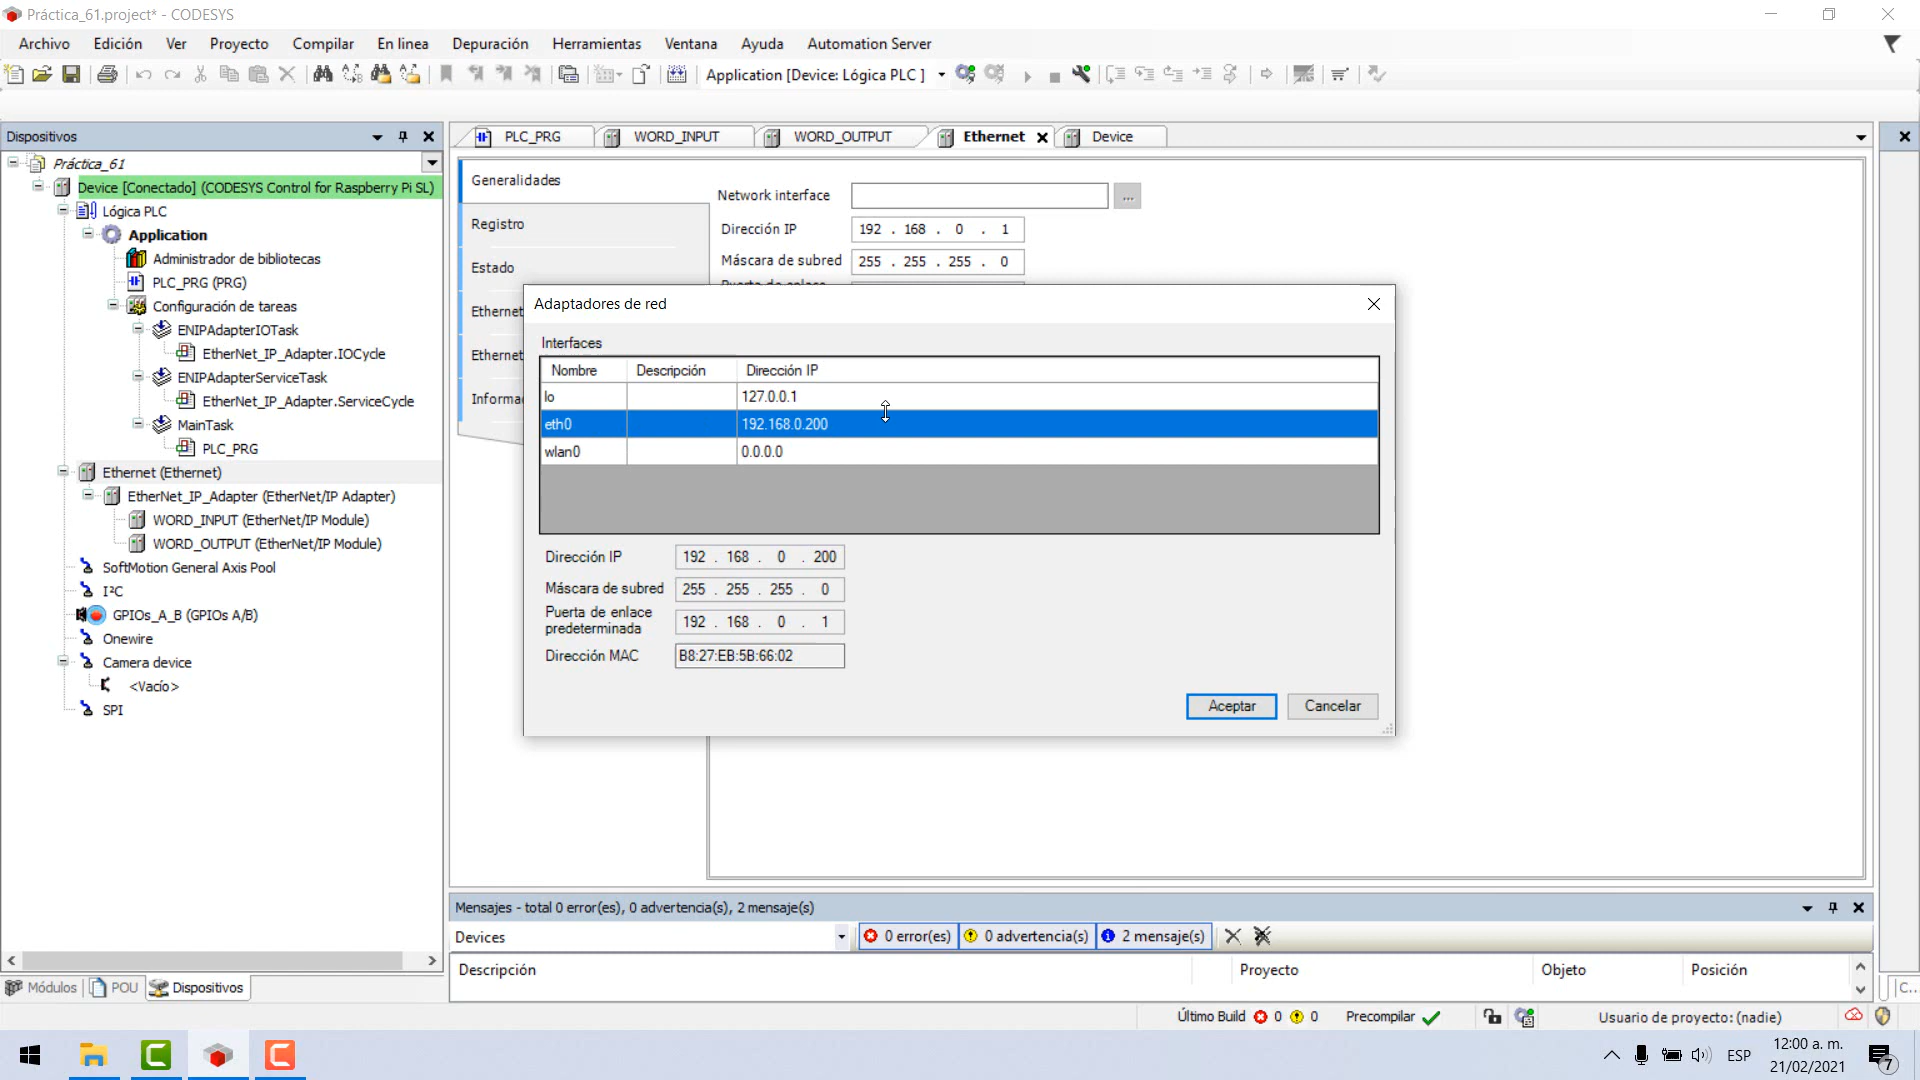 Práctica_61.project* - CODESYS
Archivo Edición Ver Proyecto Compilar En linea Depuración Herramientas Ventana Ayuda Automation Server
Application [Device: Lógica PLC ]
Dispositivos
Práctica_61
Device [Conectado] (CODESYS Control for Raspberry Pi SL)
Lógica PLC
Application
Administrador de bibliotecas
PLC_PRG (PRG)
Configuración de tareas
ENIPAdapterIOTask
EtherNet_IP_Adapter.IOCycle
ENIPAdapterServiceTask
EtherNet_IP_Adapter.ServiceCycle
MainTask
PLC_PRG
Ethernet (Ethernet)
EtherNet_IP_Adapter (EtherNet/IP Adapter)
WORD_INPUT (EtherNet/IP Module)
WORD_OUTPUT (EtherNet/IP Module)
SoftMotion General Axis Pool
I²C
GPIOs_A_B (GPIOs A/B)
Onewire
Camera device
<Vacío>
SPI
Módulos POU Dispositivos
PLC_PRG WORD_INPUT WORD_OUTPUT Ethernet Device
Generalidades
Registro
Estado
Ethernet
Ethernet
Informa
Network interface ...
Dirección IP 192 . 168 . 0 . 1
Máscara de subred 255 . 255 . 255 . 0
Adaptadores de red
Interfaces
Nombre Descripción Dirección IP
lo 127.0.0.1
eth0 192.168.0.200
wlan0 0.0.0.0
Dirección IP 192 . 168 . 0 . 200
Máscara de subred 255 . 255 . 255 . 0
Puerta de enlace
predeterminada 192 . 168 . 0 . 1
Dirección MAC B8:27:EB:5B:66:02
Aceptar Cancelar
Mensajes - total 0 error(es), 0 advertencia(s), 2 mensaje(s)
Devices 0 error(es) 0 advertencia(s) 2 mensaje(s)
Descripción Proyecto Objeto Posición
C...
Último Build 0 0 Precompilar Usuario de proyecto: (nadie)
ESP
12:00 a. m.
21/02/2021
7